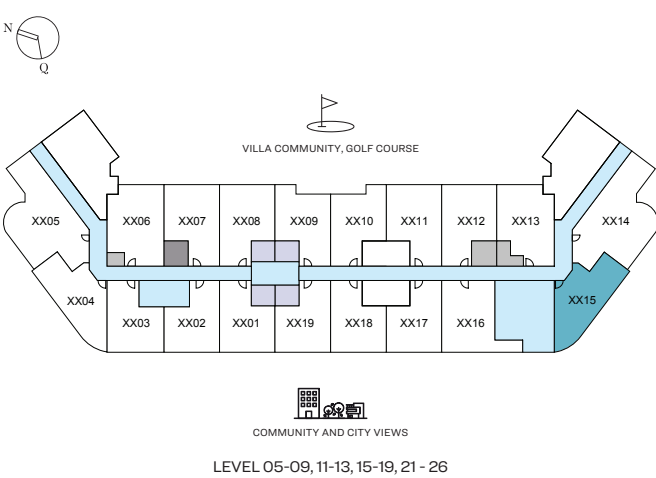 N
Q
VILLA COMMUNITY, GOLF COURSE
XX05
XX06
XX07
XX08
XX09
XX10
XX11
XX12
XX13
XX14
XX04
XX15
XX03
XX02
XX01
XX19
XX18
XX17
XX16
COMMUNITY AND CITY VIEWS
LEVEL 05-09, 11-13, 15-19, 21 - 26